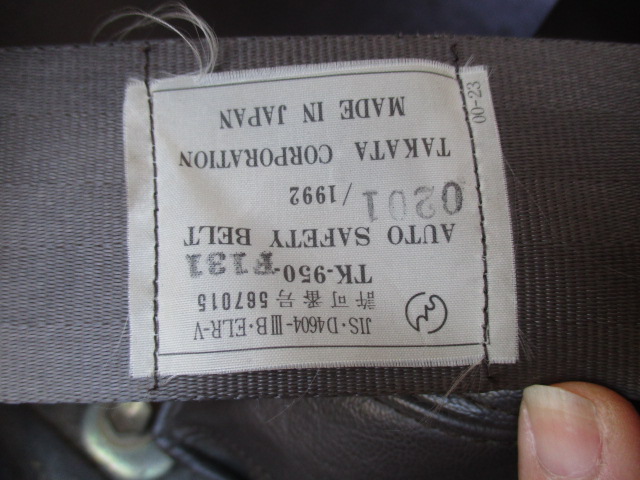 JIS・D4604-ⅢB・ELR-V
許可番号 567015
TK-950-F131
AUTO SAFETY BELT
0201 /1992
TAKATA CORPORATION
MADE IN JAPAN
00-23